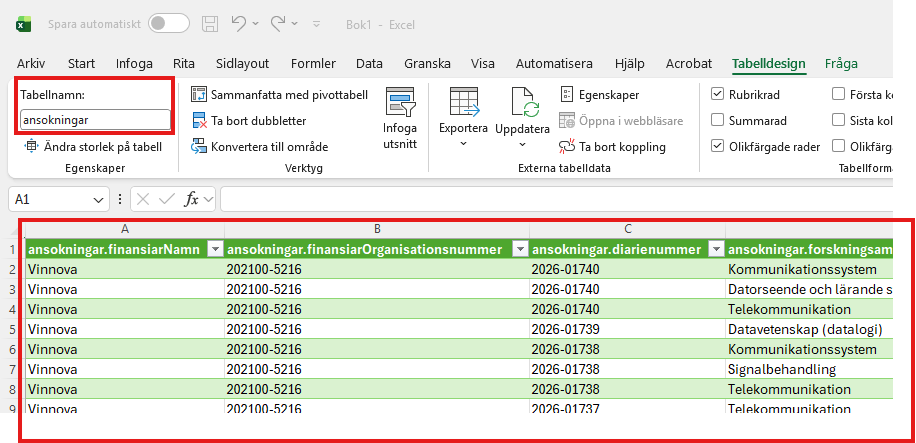 Spara automatiskt Bok1 - Excel
Arkiv Start Infoga Rita Sidlayout Formler Data Granska Visa Automatisera Hjälp Acrobat Tabelldesign Fråga
Tabellnamn:
ansokningar
Ändra storlek på tabell
Egenskaper
Sammanfatta med pivottabell
Ta bort dubbletter
Konvertera till område
Infoga
utsnitt
Verktyg
Exportera
Uppdatera
Egenskaper
Öppna i webbläsare
Ta bort koppling
Externa tabelldata
Rubrikrad
Summarad
Olikfärgade rader
Första ko
Sista kol
Olikfärga
Tabellform
A1
fx
A B C
1 ansokningar.finansiarNamn ansokningar.finansiarOrganisationsnummer ansokningar.diarienummer ansokningar.forskningsam
2 Vinnova 202100-5216 2026-01740 Kommunikationssystem
3 Vinnova 202100-5216 2026-01740 Datorseende och lärande s
4 Vinnova 202100-5216 2026-01740 Telekommunikation
5 Vinnova 202100-5216 2026-01739 Datavetenskap (datalogi)
6 Vinnova 202100-5216 2026-01738 Kommunikationssystem
7 Vinnova 202100-5216 2026-01738 Signalbehandling
8 Vinnova 202100-5216 2026-01738 Telekommunikation
9 Vinnova 202100-5216 2026-01737 Telekommunikation